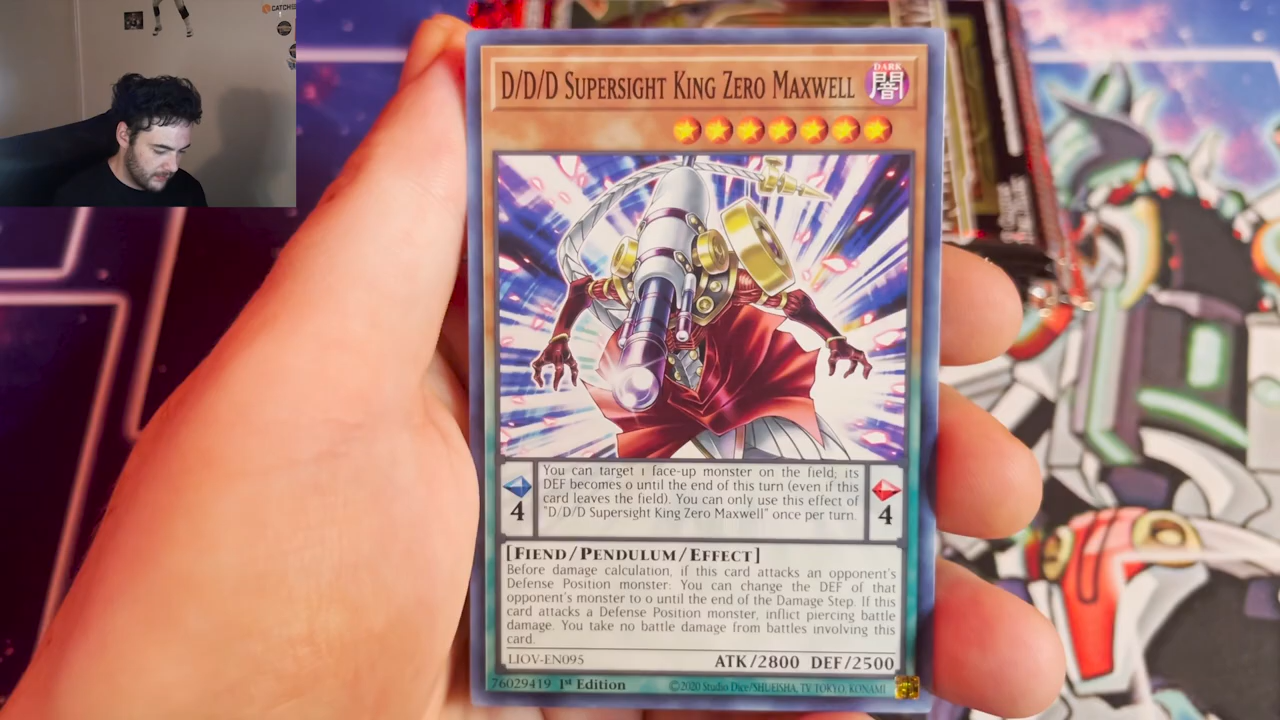 CATCH
D/D/D SUPERSIGHT KING ZERO MAXWELL
DARK
闇
You can target 1 face-up monster on the field; its
DEF becomes 0 until the end of this turn (even if this
card leaves the field). You can only use this effect of
"D/D/D Supersight King Zero Maxwell" once per turn.
4
4
[FIEND/PENDULUM/EFFECT]
Before damage calculation, if this card attacks an opponent's
Defense Position monster: You can change the DEF of that
opponent's monster to 0 until the end of the Damage Step. If this
card attacks a Defense Position monster, inflict piercing battle
damage. You take no battle damage from battles involving this
card.
LIOV-EN095
ATK/2800 DEF/2500
76029419 1st Edition
©2020 Studio Dice/SHUEISHA, TV TOKYO, KONAMI